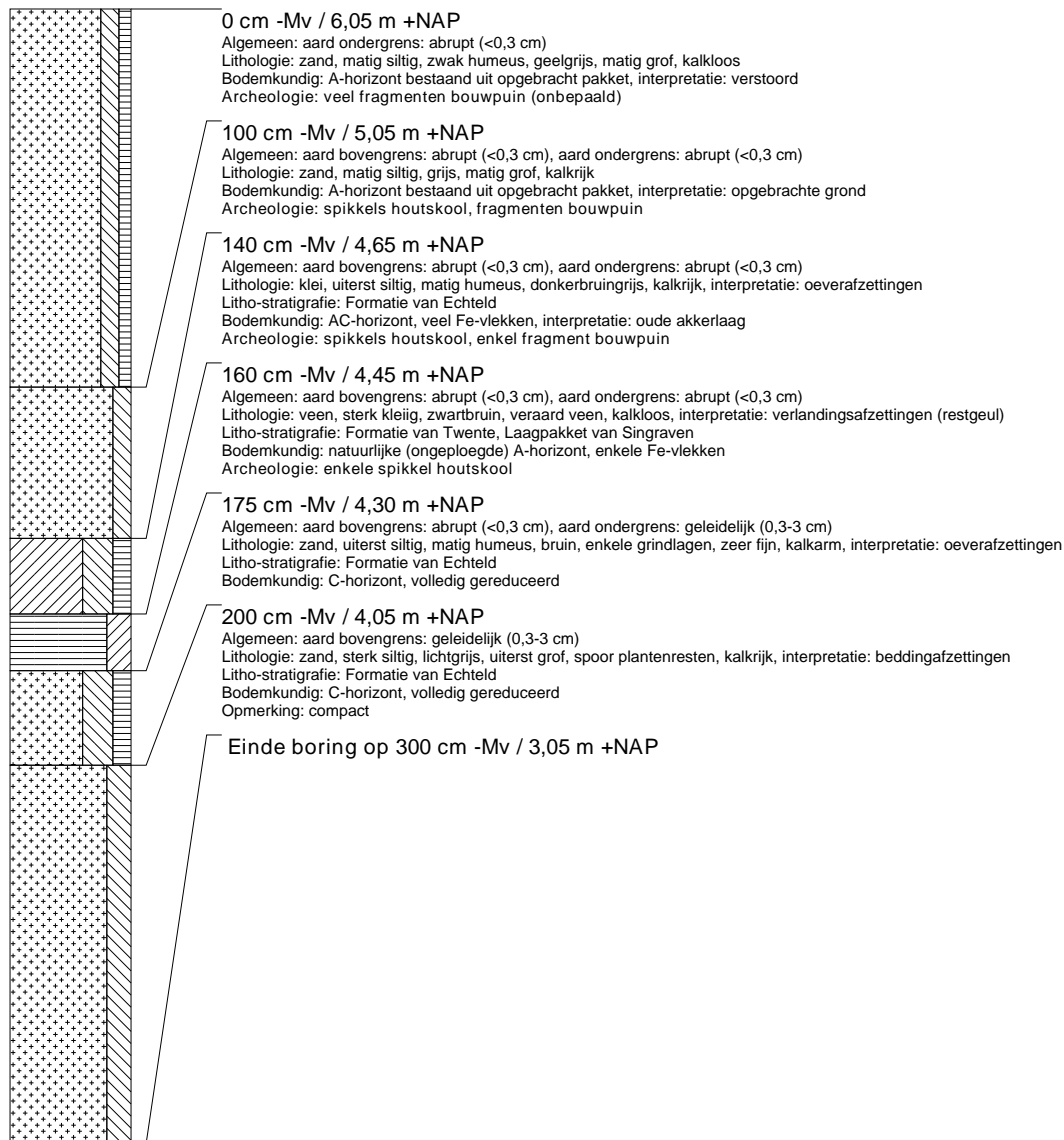 0 cm -Mv / 6,05 m +NAP
Algemeen: aard ondergrens: abrupt (<0,3 cm)
Lithologie: zand, matig siltig, zwak humeus, geelgrijs, matig grof, kalkloos
Bodemkundig: A-horizont bestaand uit opgebracht pakket, interpretatie: verstoord
Archeologie: veel fragmenten bouwpuin (onbepaald)
100 cm -Mv / 5,05 m +NAP
Algemeen: aard bovengrens: abrupt (<0,3 cm), aard ondergrens: abrupt (<0,3 cm)
Lithologie: zand, matig siltig, grijs, matig grof, kalkrijk
Bodemkundig: A-horizont bestaand uit opgebracht pakket, interpretatie: opgebrachte grond
Archeologie: spikkels houtskool, fragmenten bouwpuin
140 cm -Mv / 4,65 m +NAP
Algemeen: aard bovengrens: abrupt (<0,3 cm), aard ondergrens: abrupt (<0,3 cm)
Lithologie: klei, uiterst siltig, matig humeus, donkerbruingrijs, kalkrijk, interpretatie: oeverafzettingen
Litho-stratigrafie: Formatie van Echteld
Bodemkundig: AC-horizont, veel Fe-vlekken, interpretatie: oude akkerlaag
Archeologie: spikkels houtskool, enkel fragment bouwpuin
160 cm -Mv / 4,45 m +NAP
Algemeen: aard bovengrens: abrupt (<0,3 cm), aard ondergrens: abrupt (<0,3 cm)
Lithologie: veen, sterk kleiig, zwartbruin, veraard veen, kalkloos, interpretatie: verlandingsafzettingen (restgeul)
Litho-stratigrafie: Formatie van Twente, Laagpakket van Singraven
Bodemkundig: natuurlijke (ongeploegde) A-horizont, enkele Fe-vlekken
Archeologie: enkele spikkel houtskool
175 cm -Mv / 4,30 m +NAP
Algemeen: aard bovengrens: abrupt (<0,3 cm), aard ondergrens: geleidelijk (0,3-3 cm)
Lithologie: zand, uiterst siltig, matig humeus, bruin, enkele grindlagen, zeer fijn, kalkarm, interpretatie: oeverafzettingen
Litho-stratigrafie: Formatie van Echteld
Bodemkundig: C-horizont, volledig gereduceerd
200 cm -Mv / 4,05 m +NAP
Algemeen: aard bovengrens: geleidelijk (0,3-3 cm)
Lithologie: zand, sterk siltig, lichtgrijs, uiterst grof, spoor plantenresten, kalkrijk, interpretatie: beddingafzettingen
Litho-stratigrafie: Formatie van Echteld
Bodemkundig: C-horizont, volledig gereduceerd
Opmerking: compact
Einde boring op 300 cm -Mv / 3,05 m +NAP